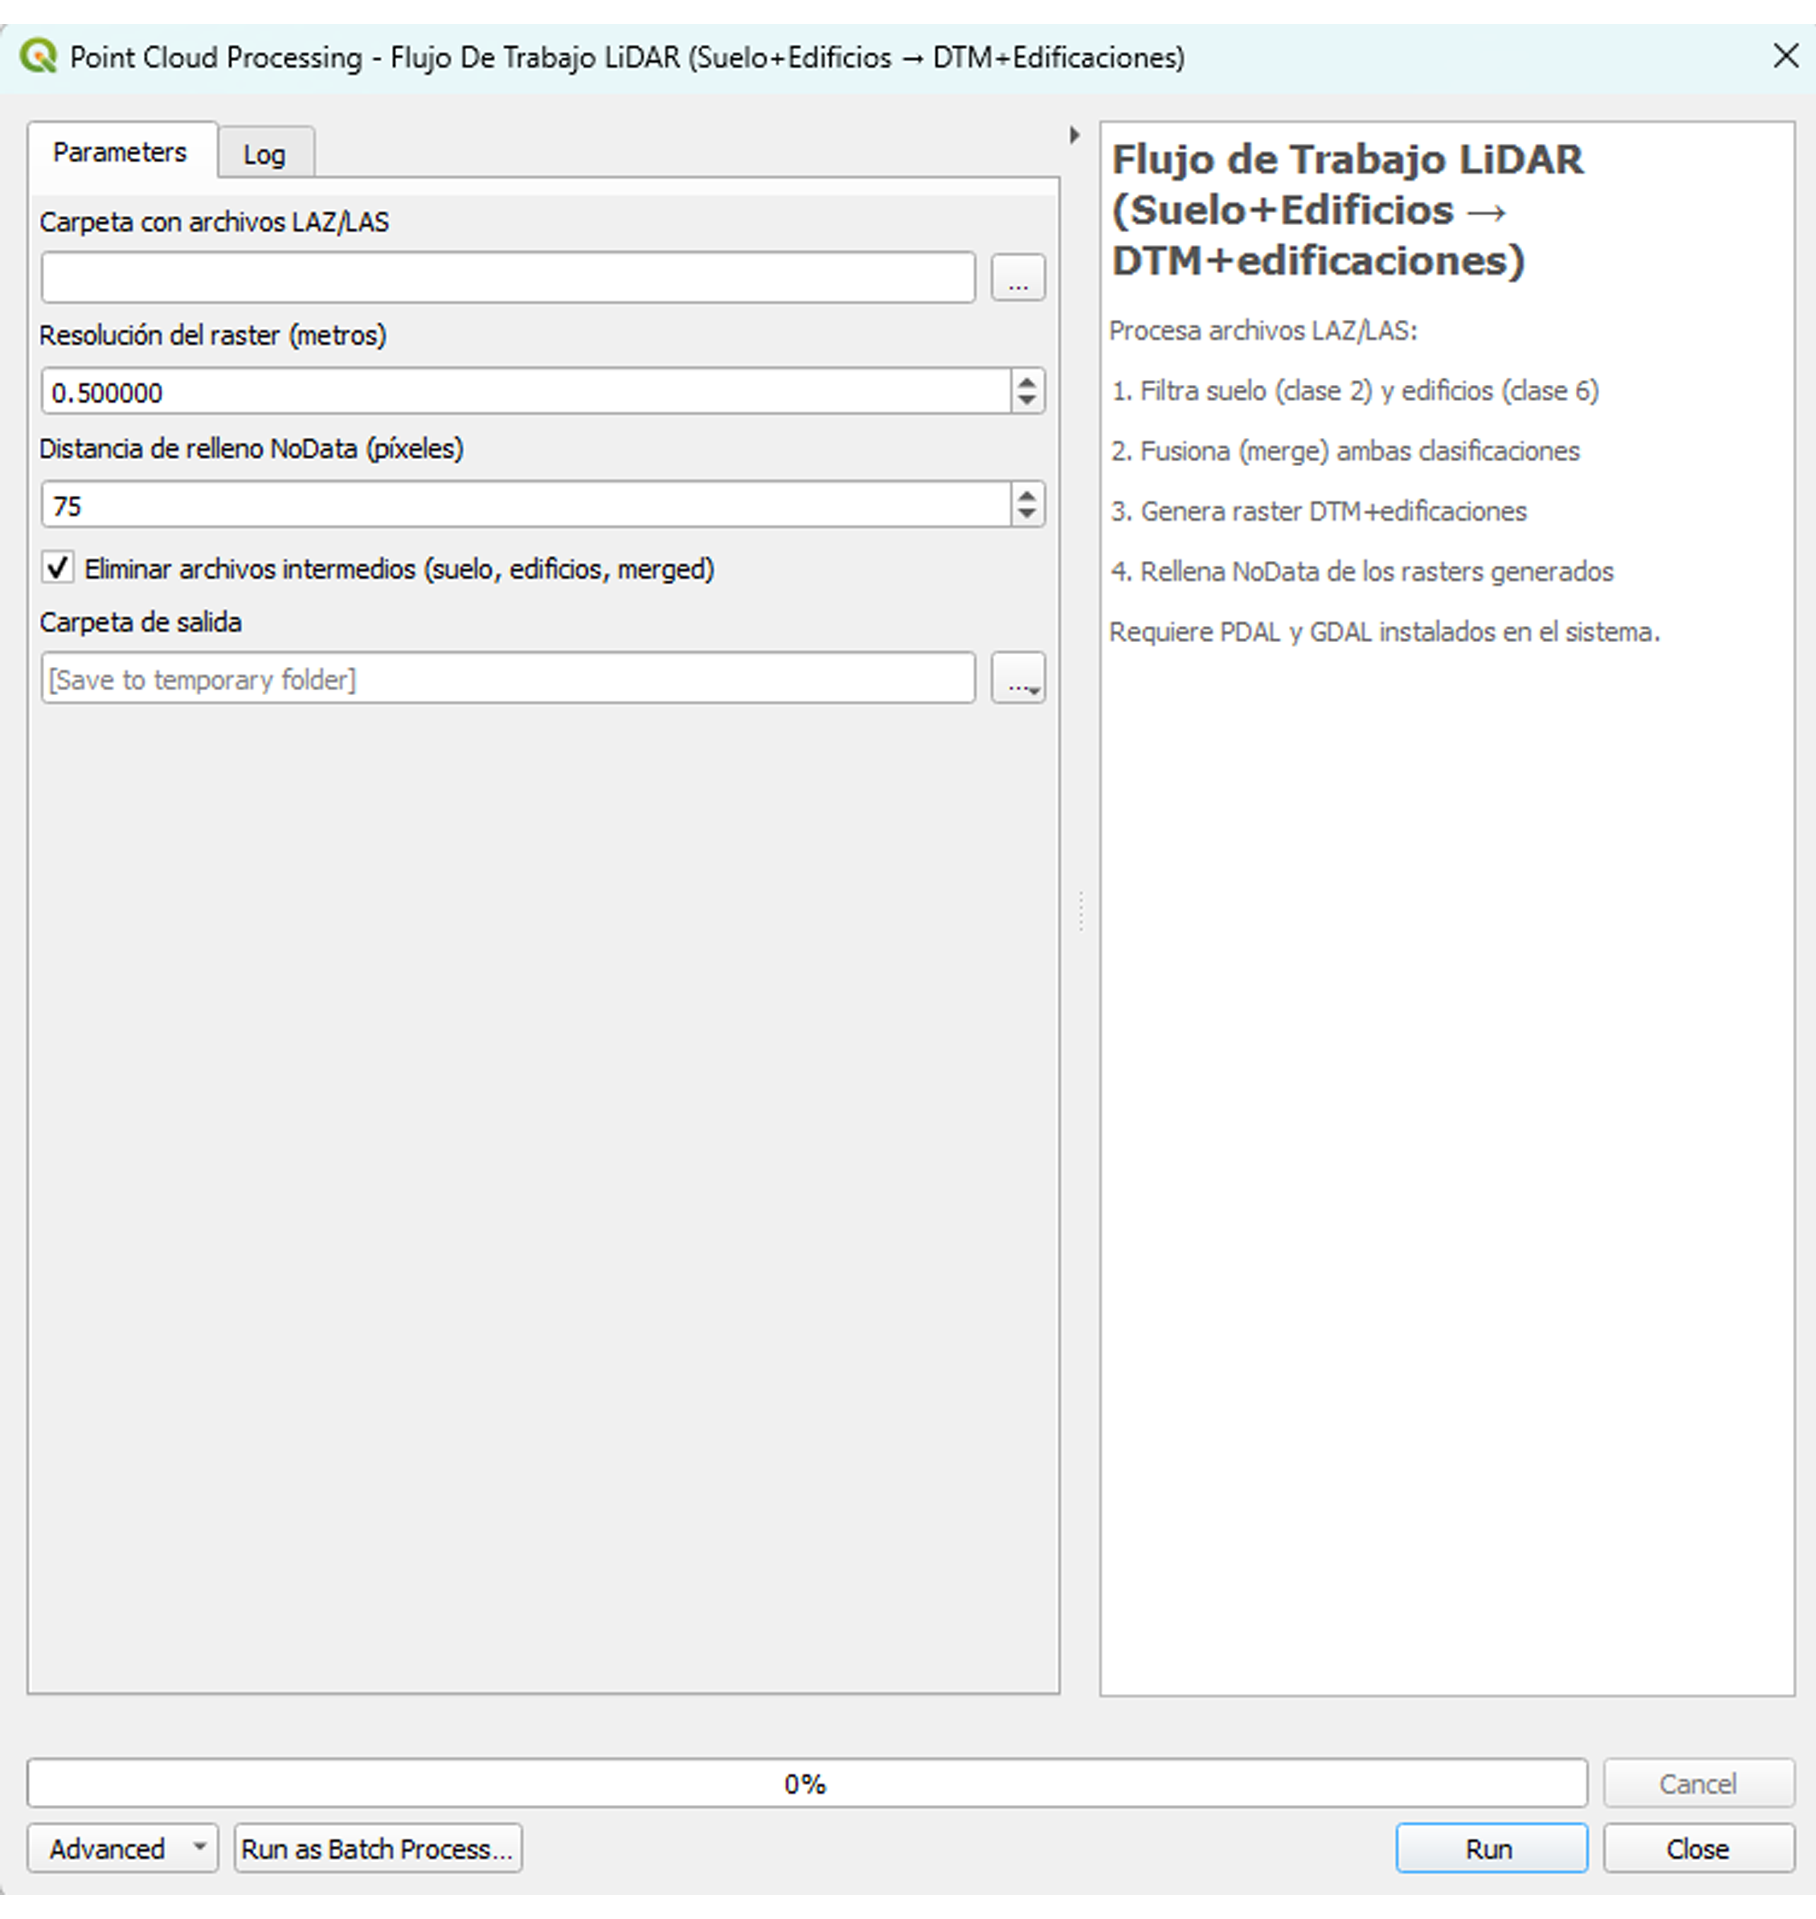 Point Cloud Processing - Flujo De Trabajo LiDAR (Suelo+Edificios → DTM+Edificaciones)
Parameters
Log
Carpeta con archivos LAZ/LAS
...
Resolución del raster (metros)
0.500000
Distancia de relleno NoData (píxeles)
75
Eliminar archivos intermedios (suelo, edificios, merged)
Carpeta de salida
[Save to temporary folder]
...
Flujo de Trabajo LiDAR
(Suelo+Edificios →
DTM+edificaciones)
Procesa archivos LAZ/LAS:
1. Filtra suelo (clase 2) y edificios (clase 6)
2. Fusiona (merge) ambas clasificaciones
3. Genera raster DTM+edificaciones
4. Rellena NoData de los rasters generados
Requiere PDAL y GDAL instalados en el sistema.
0%
Cancel
Advanced
Run as Batch Process...
Run
Close